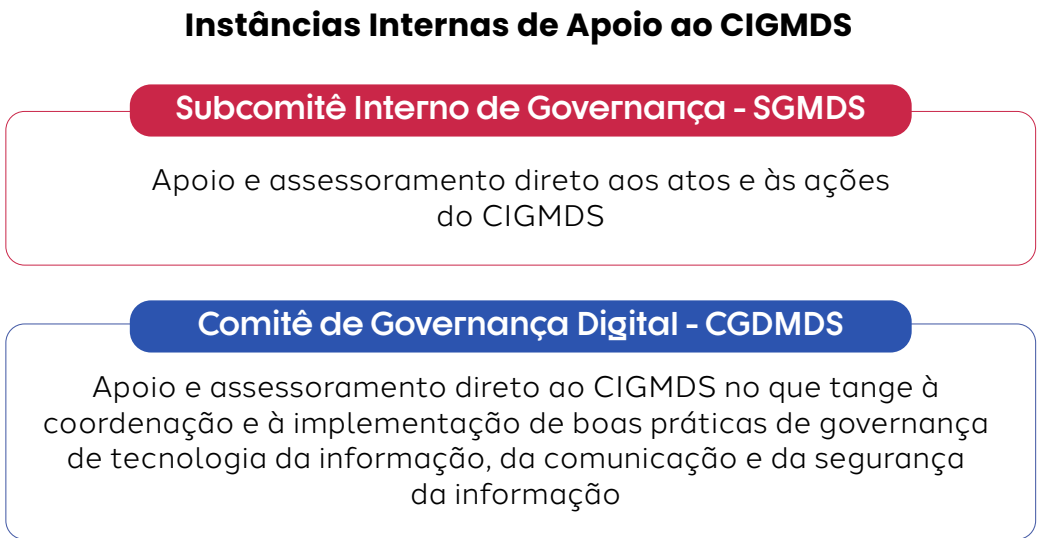 Instâncias Internas de Apoio ao CIGMDS
Subcomitê Interno de Governança - SGMDS
Apoio e assessoramento direto aos atos e às ações
do CIGMDS
Comitê de Governança Digital - CGDMDS
Apoio e assessoramento direto ao CIGMDS no que tange à
coordenação e à implementação de boas práticas de governança
de tecnologia da informação, da comunicação e da segurança
da informação